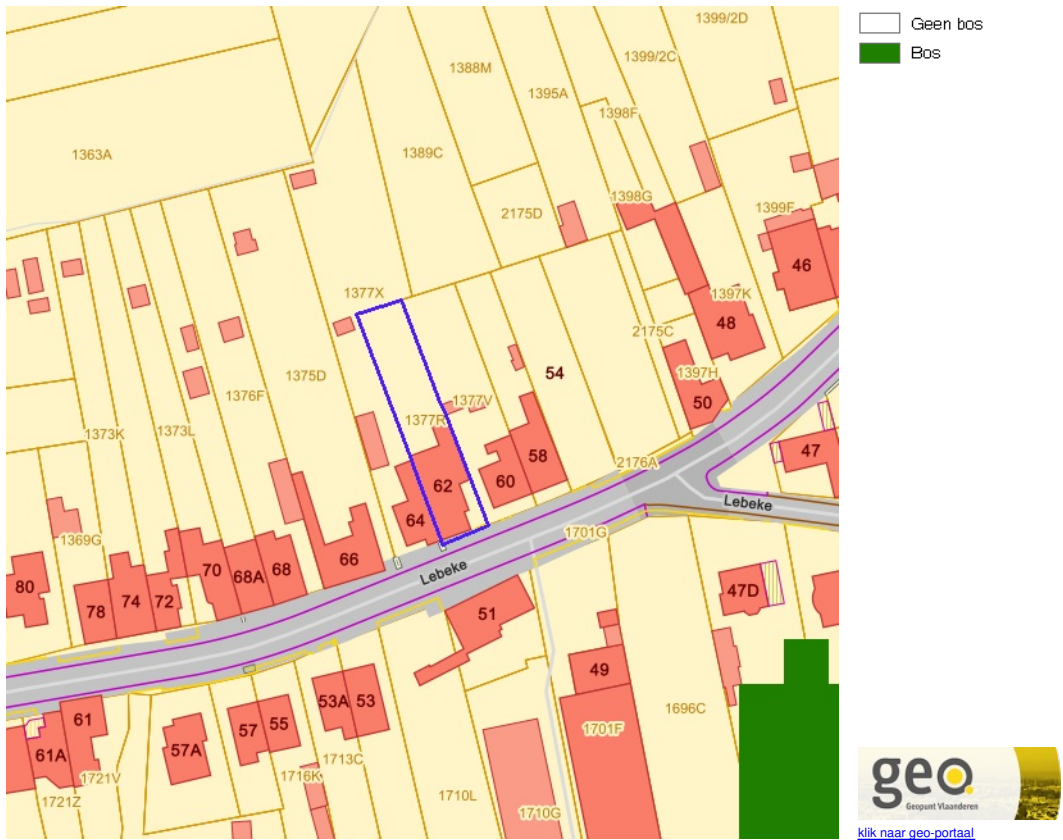 1399/2D
Geen bos
Bos
1388M
1399/2C
1395A
1398F
1363A
1389C
1398G
2175D
1399F
46
1377X
1397K
48
2175C
1375D
54
1397H
1376F
1377V
50
1377R
1373K
1373L
47
58
2176A
62
60
Lebeke
64
1701G
1369G
66
Lebeke
70
68A
68
80
78
74
72
47D
51
49
53A
53
1696C
61
57
55
1701F
57A
61A
1713C
1721V
1716K
1721Z
1710L
1710G
geo
Geopunt Vlaanderen
klik naar geo-portaal